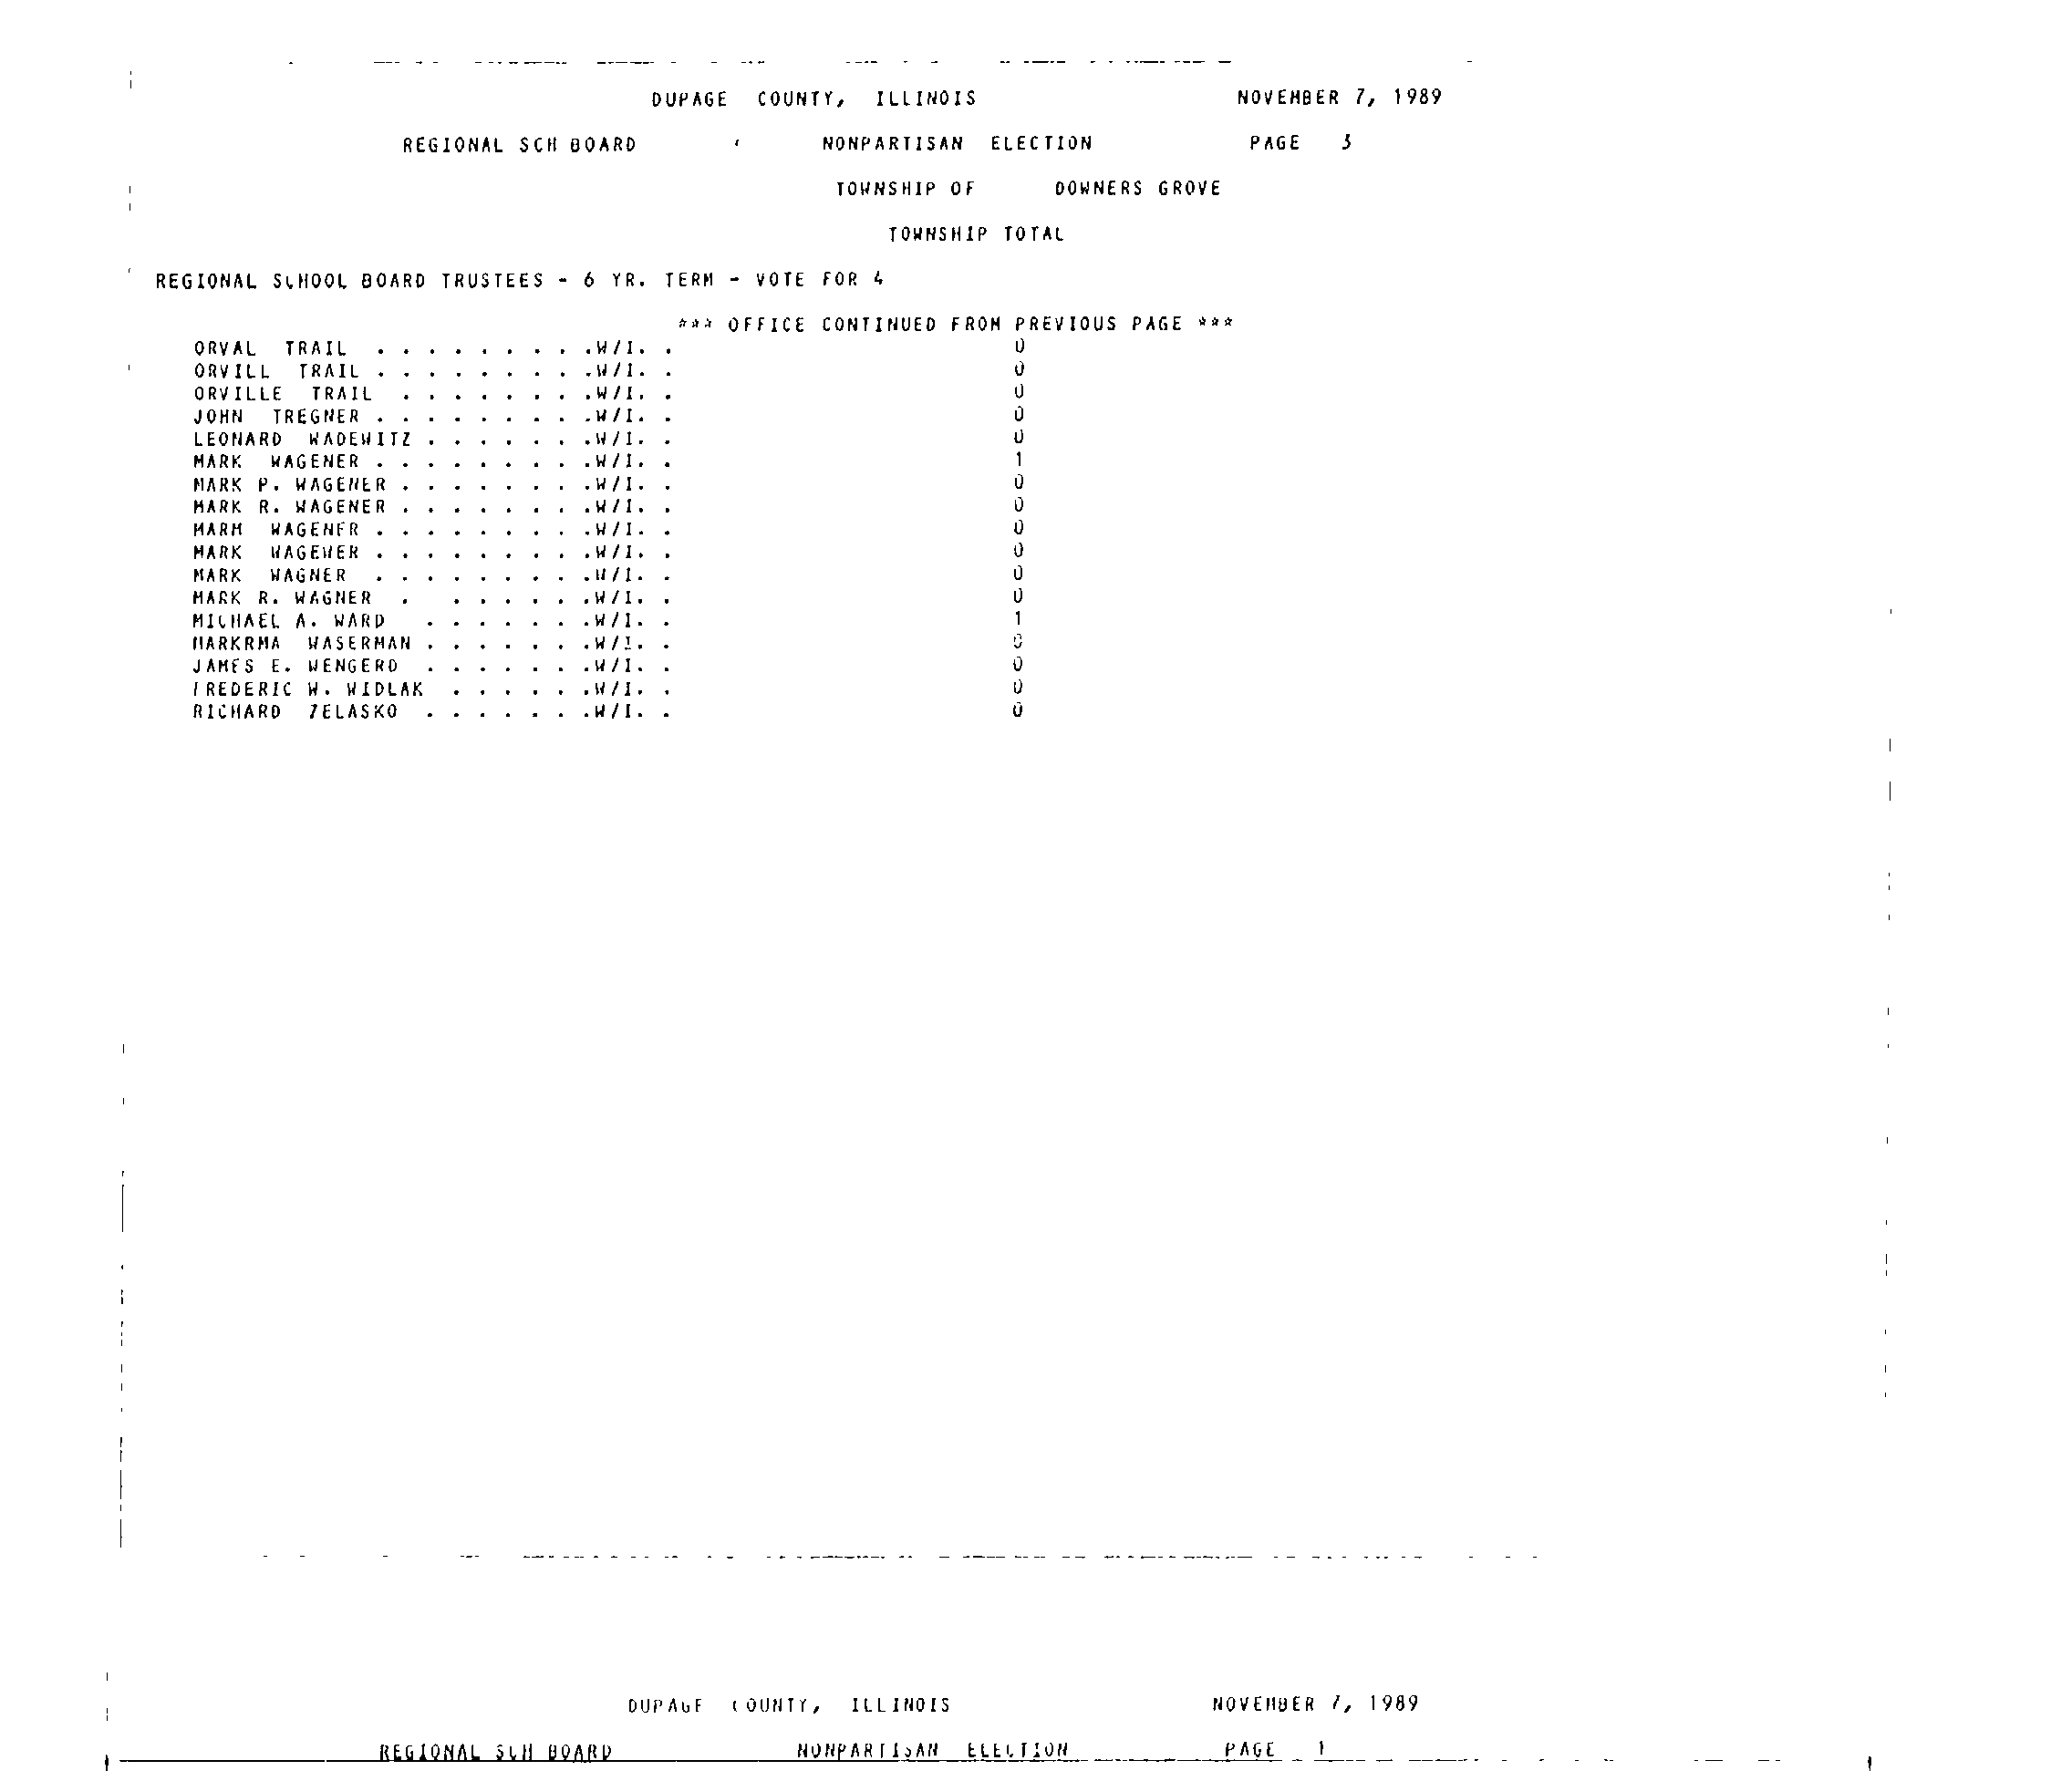 DUPAGE COUNTY, ILLINOIS NOVEMBER 7, 1989
REGIONAL SCH BOARD NONPARTISAN ELECTION PAGE 3
TOWNSHIP OF DOWNERS GROVE
TOWNSHIP TOTAL
REGIONAL SCHOOL BOARD TRUSTEES - 6 YR. TERM - VOTE FOR 4
*** OFFICE CONTINUED FROM PREVIOUS PAGE ***
ORVAL TRAIL . . . . . . . . .W/I. . 0
ORVILL TRAIL . . . . . . . . .W/I. . 0
ORVILLE TRAIL . . . . . . . .W/I. . 0
JOHN TREGNER . . . . . . . . .W/I. . 0
LEONARD WADEWITZ . . . . . . .W/I. . 0
MARK WAGENER . . . . . . . . .W/I. . 1
MARK P. WAGENER . . . . . . . .W/I. . 0
MARK R. WAGENER . . . . . . . .W/I. . 0
MARM WAGENER . . . . . . . . .W/I. . 0
MARK WAGEWER . . . . . . . . .W/I. . 0
MARK WAGNER . . . . . . . . .W/I. . 0
MARK R. WAGNER . . . . . . .W/I. . 0
MICHAEL A. WARD . . . . . . .W/I. . 1
MARKRMA WASERMAN . . . . . . .W/I. . 0
JAMES E. WENGERD . . . . . . .W/I. . 0
FREDERIC W. WIDLAK . . . . . .W/I. . 0
RICHARD ZELASKO . . . . . . .W/I. . 0
DUPAGE COUNTY, ILLINOIS NOVEMBER 7, 1989
REGIONAL SCH BOARD NONPARTISAN ELECTION PAGE 1